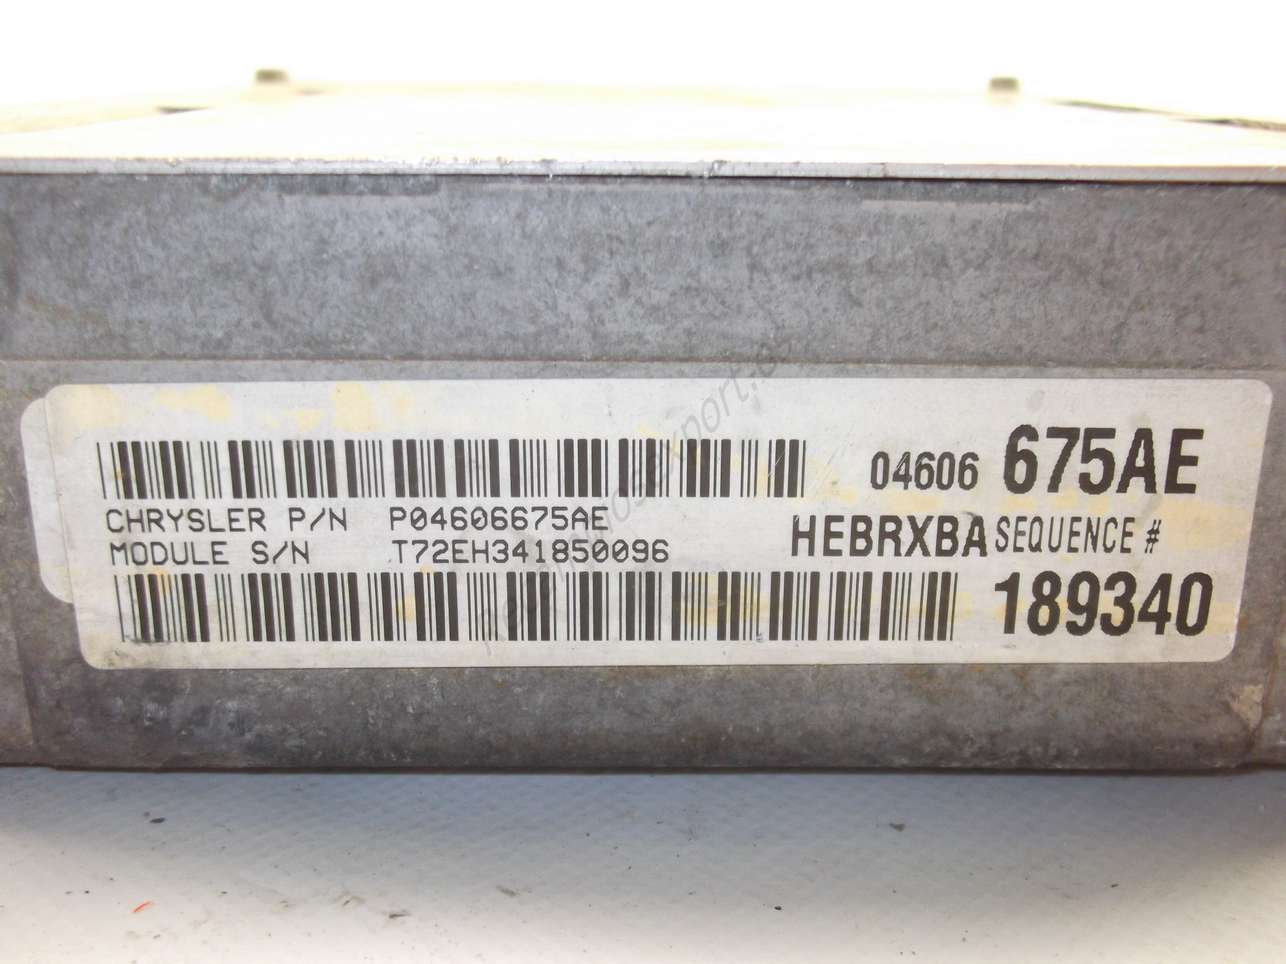 04606 675AE
CHRYSLER P/N P04606675AE
MODULE S/N T72EH341850096
HEBRXBA SEQUENCE #
189340